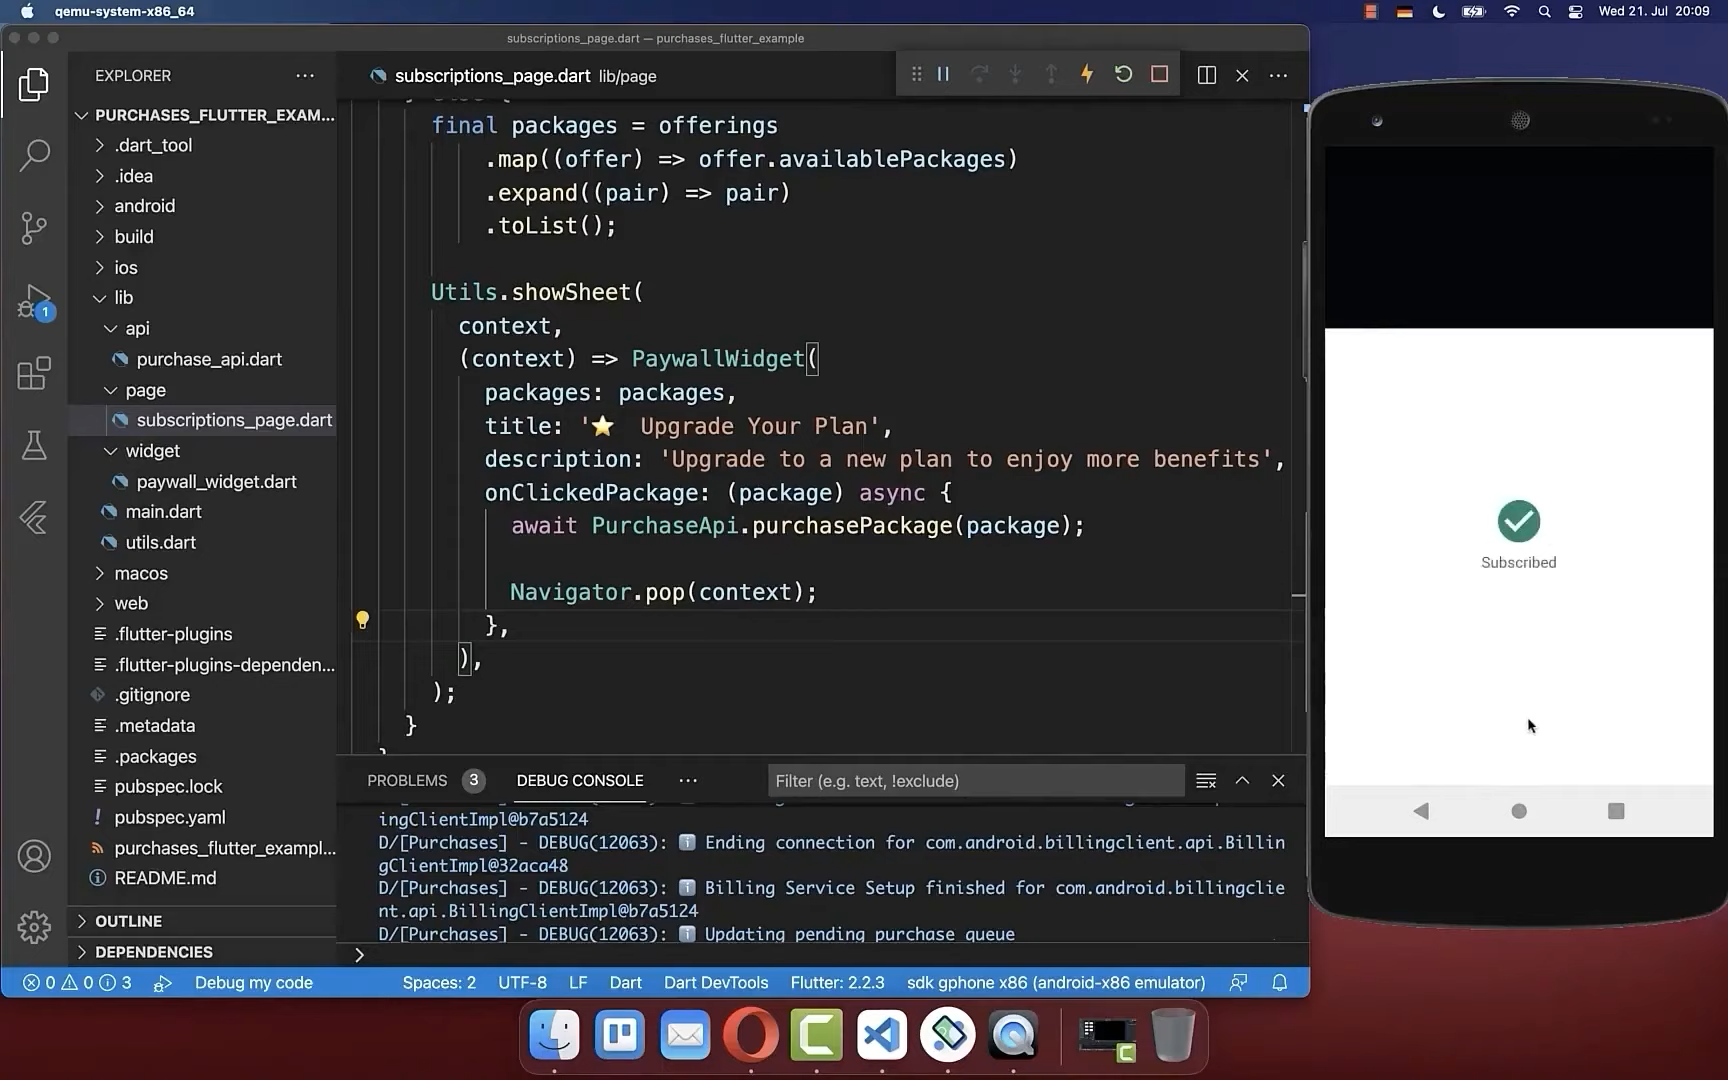 qemu-system-x86_64
Wed 21. Jul 20:09
subscriptions_page.dart — purchases_flutter_example
EXPLORER
PURCHASES_FLUTTER_EXAM...
.dart_tool
.idea
android
build
ios
lib
api
purchase_api.dart
page
subscriptions_page.dart
widget
paywall_widget.dart
main.dart
utils.dart
macos
web
.flutter-plugins
.flutter-plugins-dependen...
.gitignore
.metadata
.packages
pubspec.lock
pubspec.yaml
purchases_flutter_exampl...
README.md
OUTLINE
DEPENDENCIES
1
subscriptions_page.dart lib/page
final packages = offerings
.map((offer) => offer.availablePackages)
.expand((pair) => pair)
.toList();
Utils.showSheet(
context,
(context) => PaywallWidget(
packages: packages,
title: '⭐ Upgrade Your Plan',
description: 'Upgrade to a new plan to enjoy more benefits',
onClickedPackage: (package) async {
await PurchaseApi.purchasePackage(package);
Navigator.pop(context);
},
),
);
}
PROBLEMS 3 DEBUG CONSOLE
Filter (e.g. text, !exclude)
ingClientImpl@b7a5124
D/[Purchases] - DEBUG(12063): ℹ️ Ending connection for com.android.billingclient.api.Billin
gClientImpl@32aca48
D/[Purchases] - DEBUG(12063): ℹ️ Billing Service Setup finished for com.android.billingclie
nt.api.BillingClientImpl@b7a5124
D/[Purchases] - DEBUG(12063): ℹ️ Updating pending purchase queue
0 0 3 Debug my code Spaces: 2 UTF-8 LF Dart Dart DevTools Flutter: 2.2.3 sdk gphone x86 (android-x86 emulator)
Subscribed